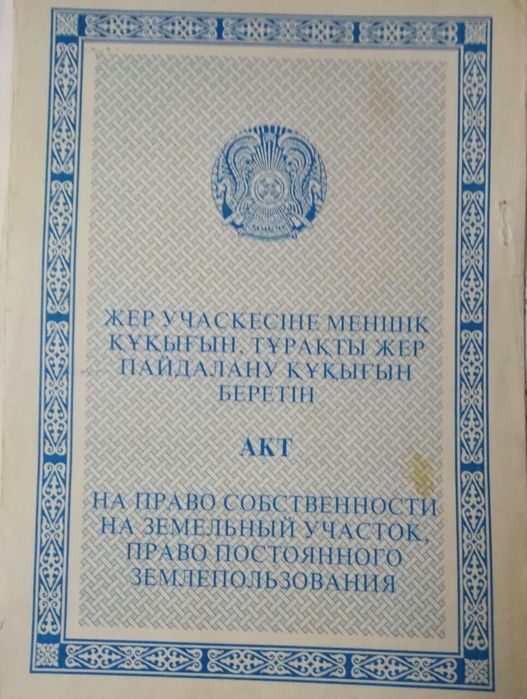 ҚАЗАҚСТАН
ЖЕР УЧАСКЕСІНЕ МЕНШІК
ҚҰҚЫҒЫН, ТҰРАҚТЫ ЖЕР
ПАЙДАЛАНУ ҚҰҚЫҒЫН
БЕРЕТІН
АКТ
НА ПРАВО СОБСТВЕННОСТИ
НА ЗЕМЕЛЬНЫЙ УЧАСТОК,
ПРАВО ПОСТОЯННОГО
ЗЕМЛЕПОЛЬЗОВАНИЯ